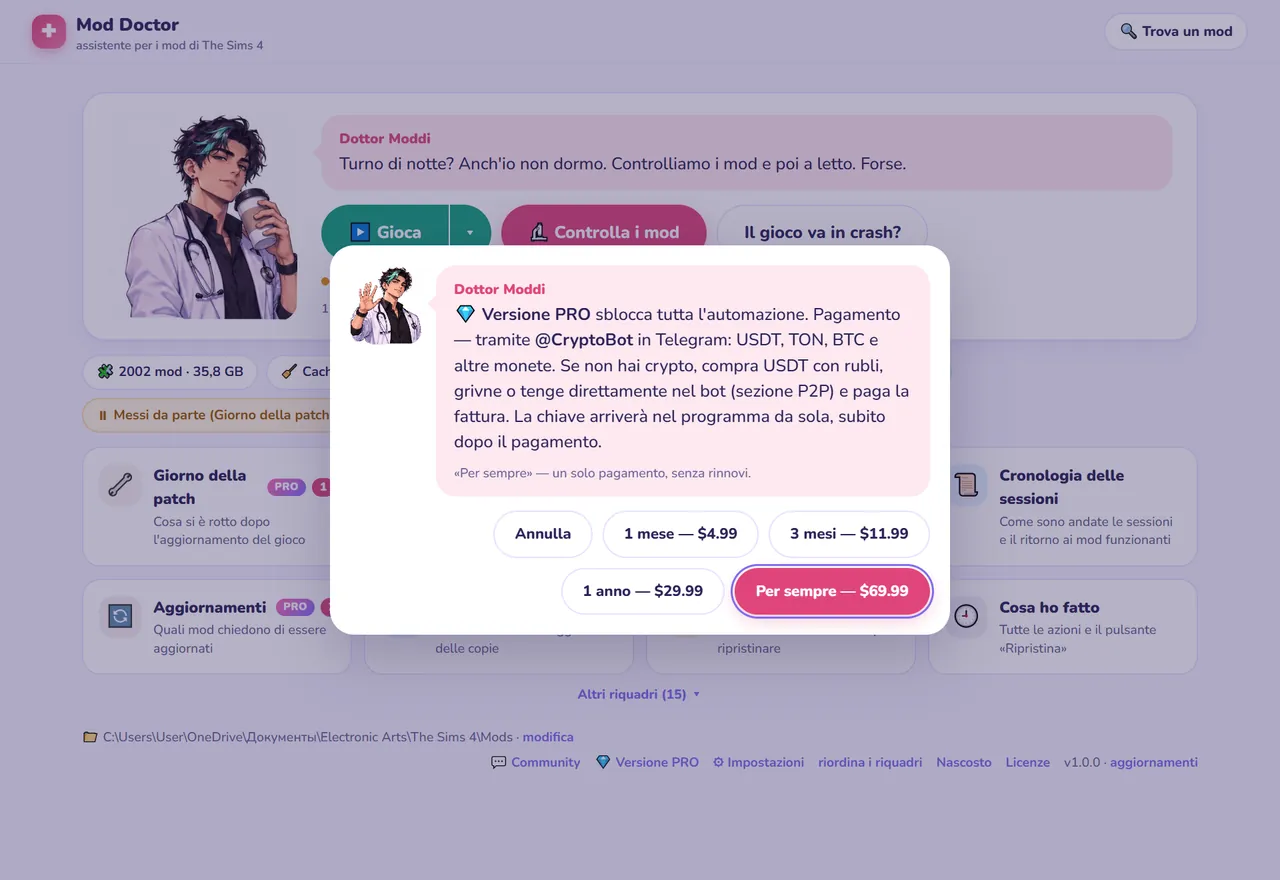 Mod Doctor
assistente per i mod di The Sims 4
🔍 Trova un mod
Dottor Moddi
Turno di notte? Anch'io non dormo. Controlliamo i mod e poi a letto. Forse.
Gioca
Controlla i mod
Il gioco va in crash?
Dottor Moddi
💎 Versione PRO sblocca tutta l'automazione. Pagamento
— tramite @CryptoBot in Telegram: USDT, TON, BTC e
altre monete. Se non hai crypto, compra USDT con rubli,
grivne o tenge direttamente nel bot (sezione P2P) e paga la
fattura. La chiave arriverà nel programma da sola, subito
dopo il pagamento.
«Per sempre» — un solo pagamento, senza rinnovi.
Annulla
1 mese — $4.99
3 mesi — $11.99
1 anno — $29.99
Per sempre — $69.99
2002 mod · 35,8 GB
Messi da parte (Giorno della patch
Giorno della
patch
PRO
1
Cosa si è rotto dopo
l'aggiornamento del gioco
Cronologia delle
sessioni
Come sono andate le sessioni
e il ritorno ai mod funzionanti
Aggiornamenti
PRO
Quali mod chiedono di essere
aggiornati
delle copie
ripristinare
Cosa ho fatto
Tutte le azioni e il pulsante
«Ripristina»
Altri riquadri (15) ▾
C:\Users\User\OneDrive\Документы\Electronic Arts\The Sims 4\Mods · modifica
💬 Community 💎 Versione PRO ⚙ Impostazioni riordina i riquadri Nascosto Licenze v1.0.0 · aggiornamenti